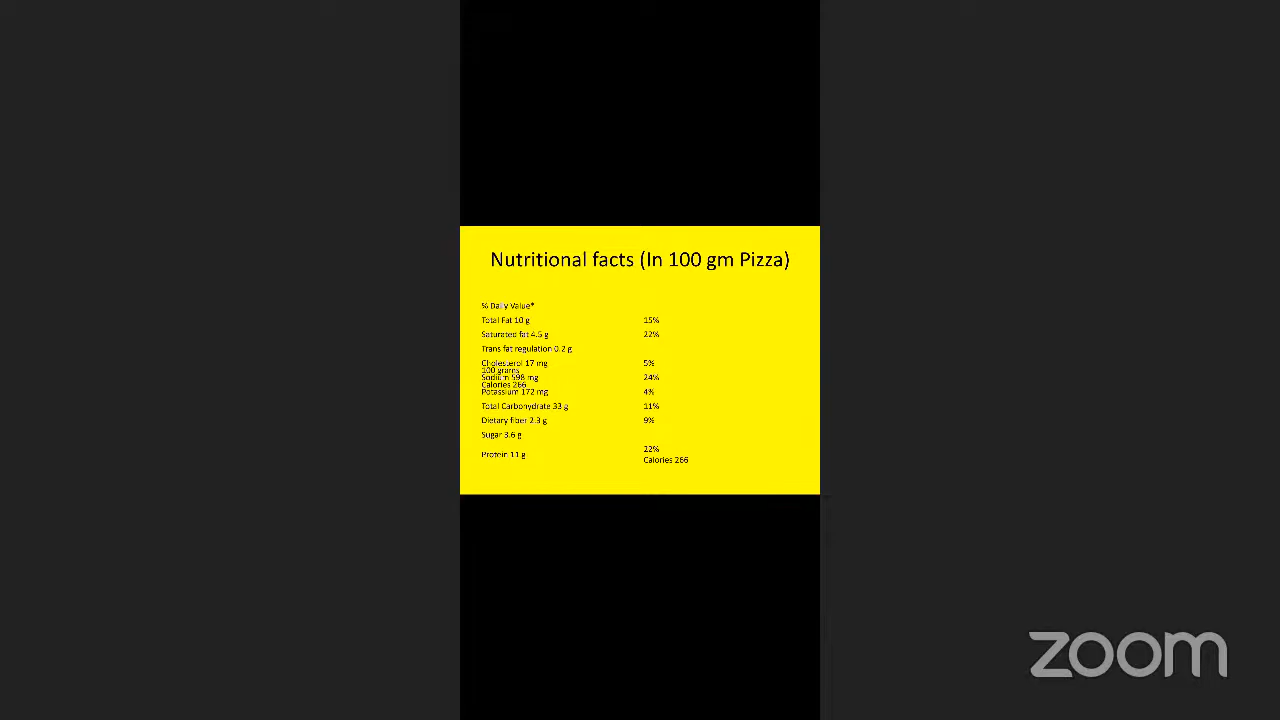 Nutritional facts (In 100 gm Pizza)
% Daily Value*
Total Fat 10 g 15%
Saturated fat 4.5 g 22%
Trans fat regulation 0.2 g
Cholesterol 17 mg 5%
100 grams
Sodium 598 mg 24%
Calories 266
Potassium 172 mg 4%
Total Carbonydrate 33 g 11%
Dietary fiber 2.3 g 9%
Sugar 3.6 g
Protein 11 g 22%
Calories 266
zoom